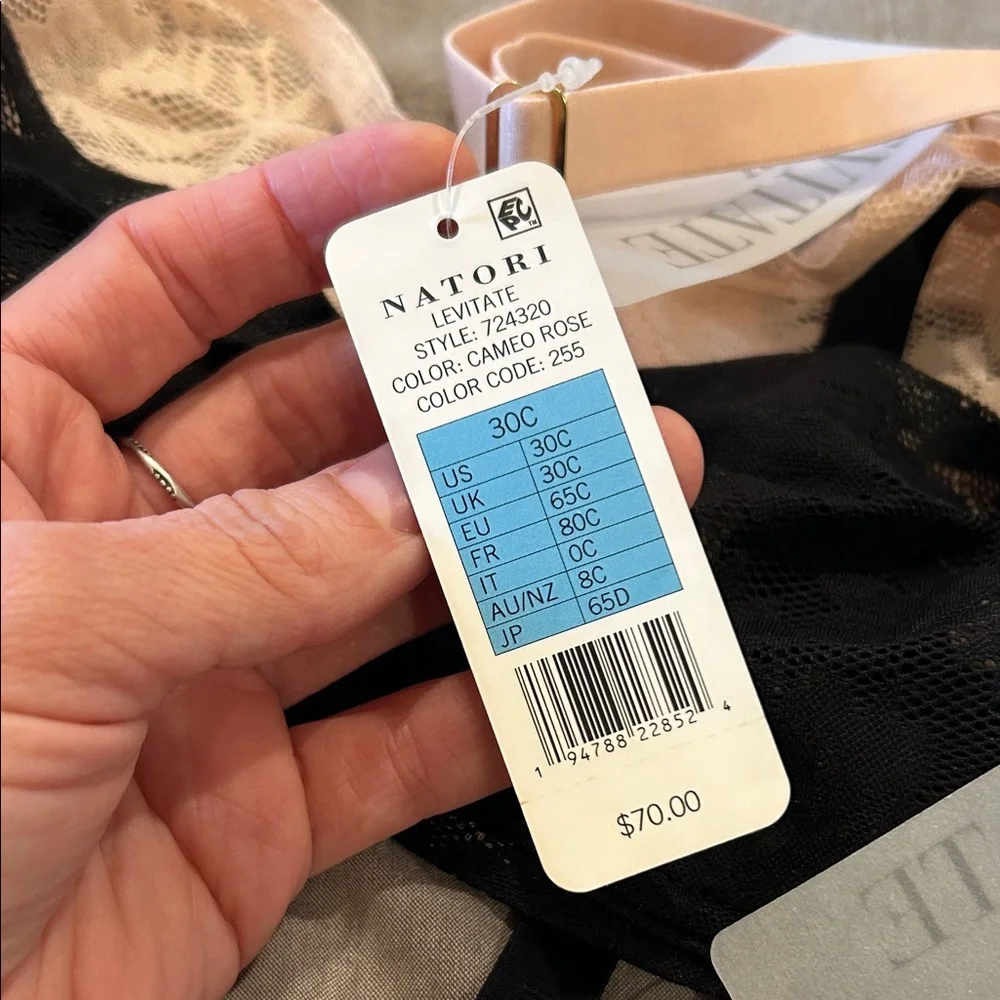 EPC™
NATORI
LEVITATE
STYLE: 724320
COLOR: CAMEO ROSE
COLOR CODE: 255
30C
US 30C
UK 30C
EU 65C
FR 80C
IT 0C
AU/NZ 8C
JP 65D
1 94788 22852 4
$70.00